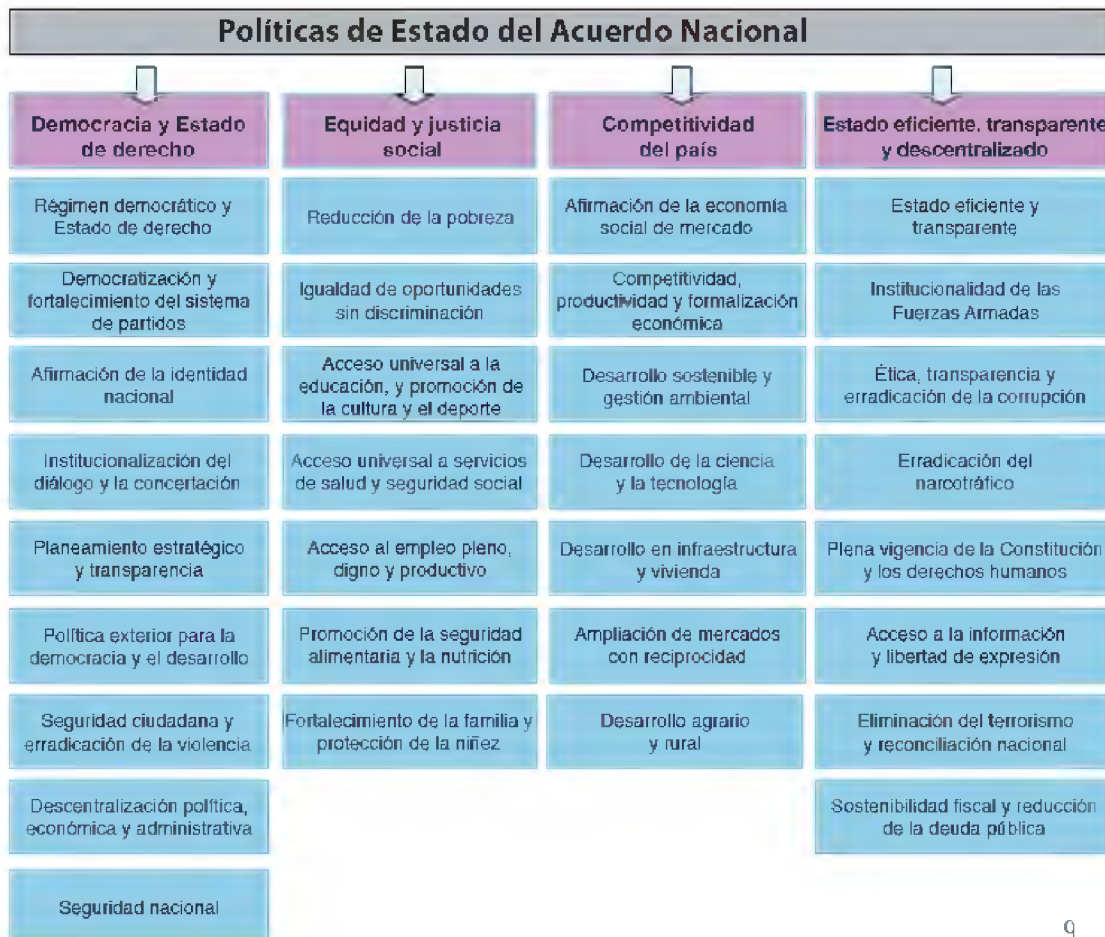 Políticas de Estado del Acuerdo Nacional
Democracia y Estado
de derecho
Régimen democrático y
Estado de derecho
Democratización y
fortalecimiento del sistema
de partidos
Afirmación de la identidad
nacional
Institucionalización del
diálogo y la concertación
Planeamiento estratégico
y transparencia
Política exterior para la
democracia y el desarrollo
Seguridad ciudadana y
erradicación de la violencia
Descentralización política,
económica y administrativa
Seguridad nacional
Equidad y justicia
social
Reducción de la pobreza
Igualdad de oportunidades
sin discriminación
Acceso universal a la
educación, y promoción de
la cultura y el deporte
Acceso universal a servicios
de salud y seguridad social
Acceso al empleo pleno,
digno y productivo
Promoción de la seguridad
alimentaria y la nutrición
Fortalecimiento de la familia y
protección de la niñez
Competitividad
del país
Afirmación de la economía
social de mercado
Competitividad,
productividad y formalización
económica
Desarrollo sostenible y
gestión ambiental
Desarrollo de la ciencia
y la tecnología
Desarrollo en infraestructura
y vivienda
Ampliación de mercados
con reciprocidad
Desarrollo agrario
y rural
Estado eficiente, transparente
y descentralizado
Estado eficiente y
transparente
Institucionalidad de las
Fuerzas Armadas
Ética, transparencia y
erradicación de la corrupción
Erradicación del
narcotráfico
Plena vigencia de la Constitución
y los derechos humanos
Acceso a la información
y libertad de expresión
Eliminación del terrorismo
y reconciliación nacional
Sostenibilidad fiscal y reducción
de la deuda pública
9